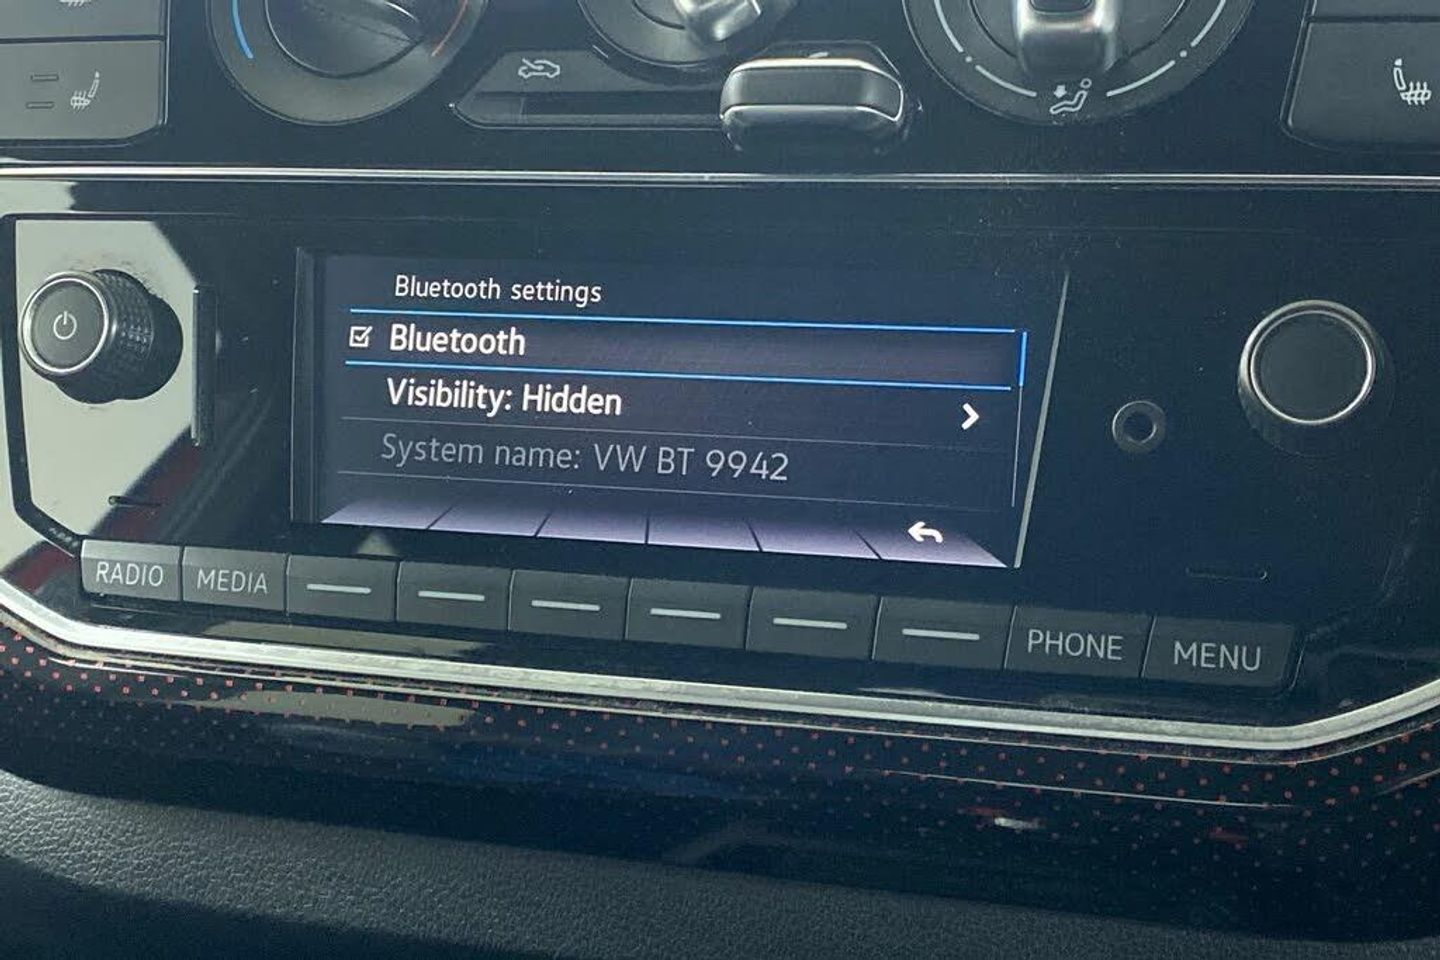 Bluetooth settings
Bluetooth
Visibility: Hidden
System name: VW BT 9942
RADIO
MEDIA
PHONE
MENU